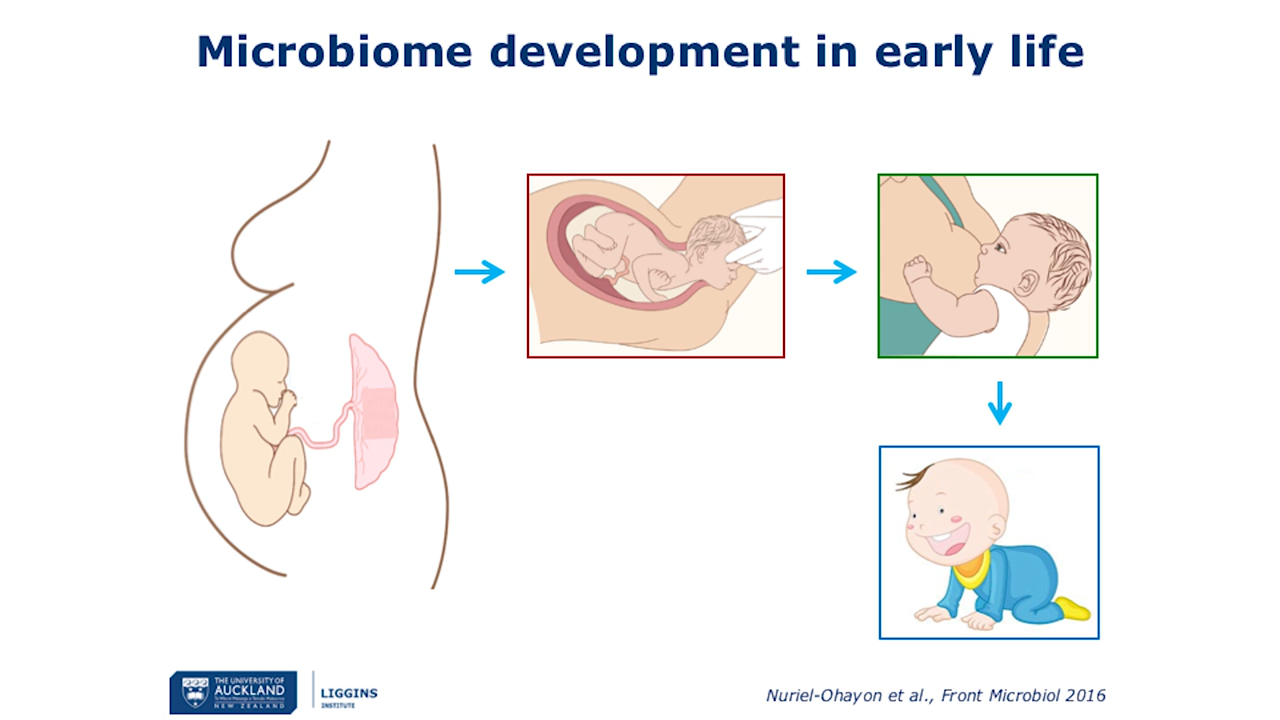 Microbiome development in early life
THE UNIVERSITY OF
AUCKLAND
NEW ZEALAND
LIGGINS
INSTITUTE
Nuriel-Ohayon et al., Front Microbiol 2016